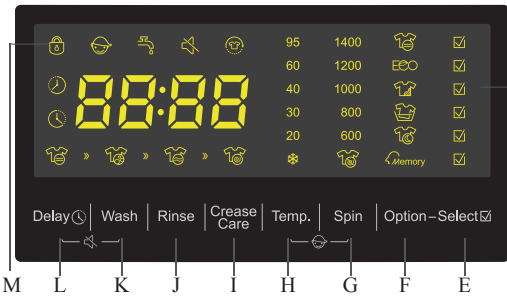 95 1400
60 1200 ECO
88:88 40 1000
30 800
20 600
» » » Memory
Delay Wash Rinse Crease Care Temp. Spin Option–Select
M L K J I H G F E